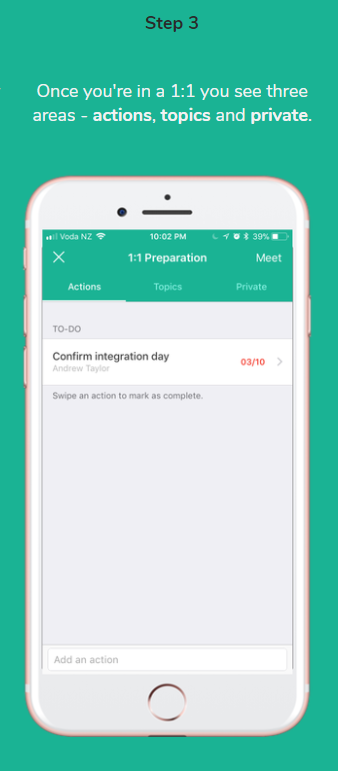 Step 3
Once you're in a 1:1 you see three
areas - actions, topics and private.
Voda NZ 10:02 PM 39%
1:1 Preparation Meet
Actions Topics Private
TO-DO
Confirm integration day
Andrew Taylor 03/10
Swipe an action to mark as complete.
Add an action